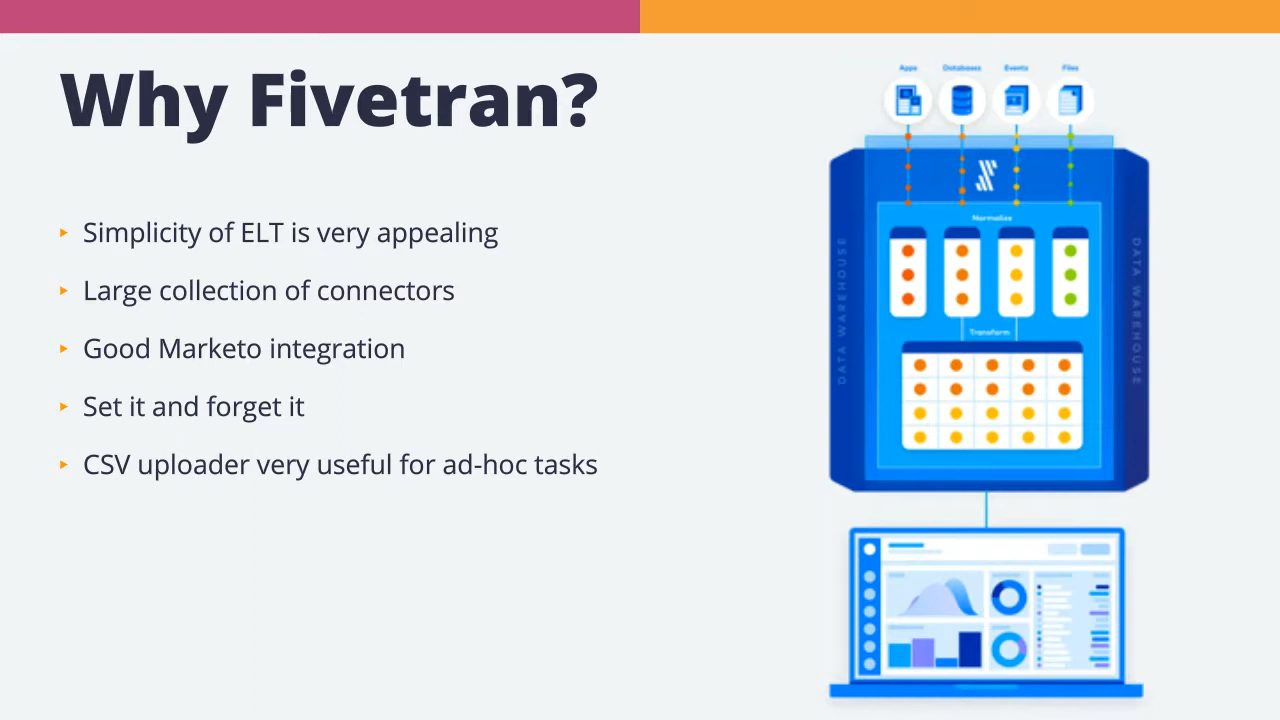 Why Fivetran?
Simplicity of ELT is very appealing
Large collection of connectors
Good Marketo integration
Set it and forget it
CSV uploader very useful for ad-hoc tasks
Apps Databases Events Files
Normalize
DATA WAREHOUSE
DATA WAREHOUSE
Transform